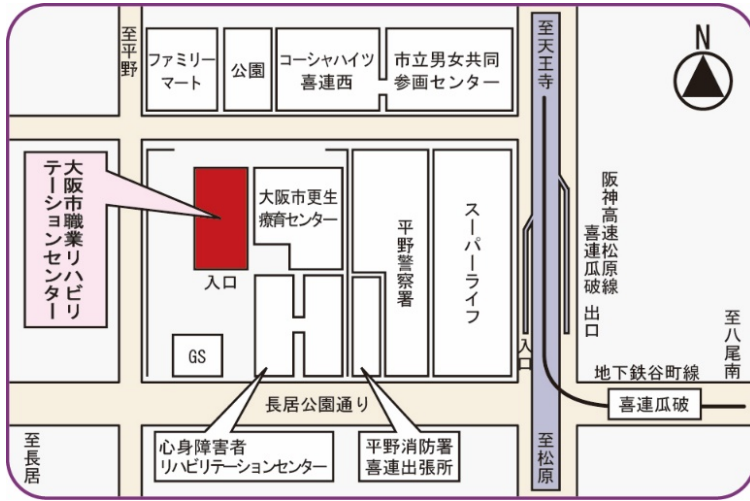 至平野
ファミリー
マート
公園
コーシャハイツ
喜連西
市立男女共同
参画センター
至天王寺
N
大阪市職業リハビリ
テーションセンター
入口
大阪市更生
療育センター
平野警察署
スーパーライフ
阪神高速松原線
喜連瓜破 出口
入口
至八尾南
GS
地下鉄谷町線
喜連瓜破
長居公園通り
至長居
心身障害者
リハビリテーションセンター
平野消防署
喜連出張所
至松原